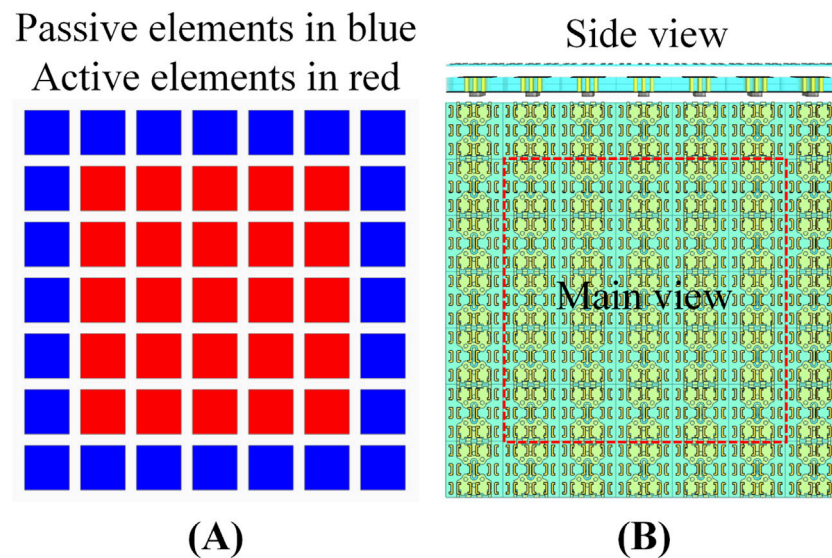 Passive elements in blue
Active elements in red
(A)
Side view
Main view
(B)